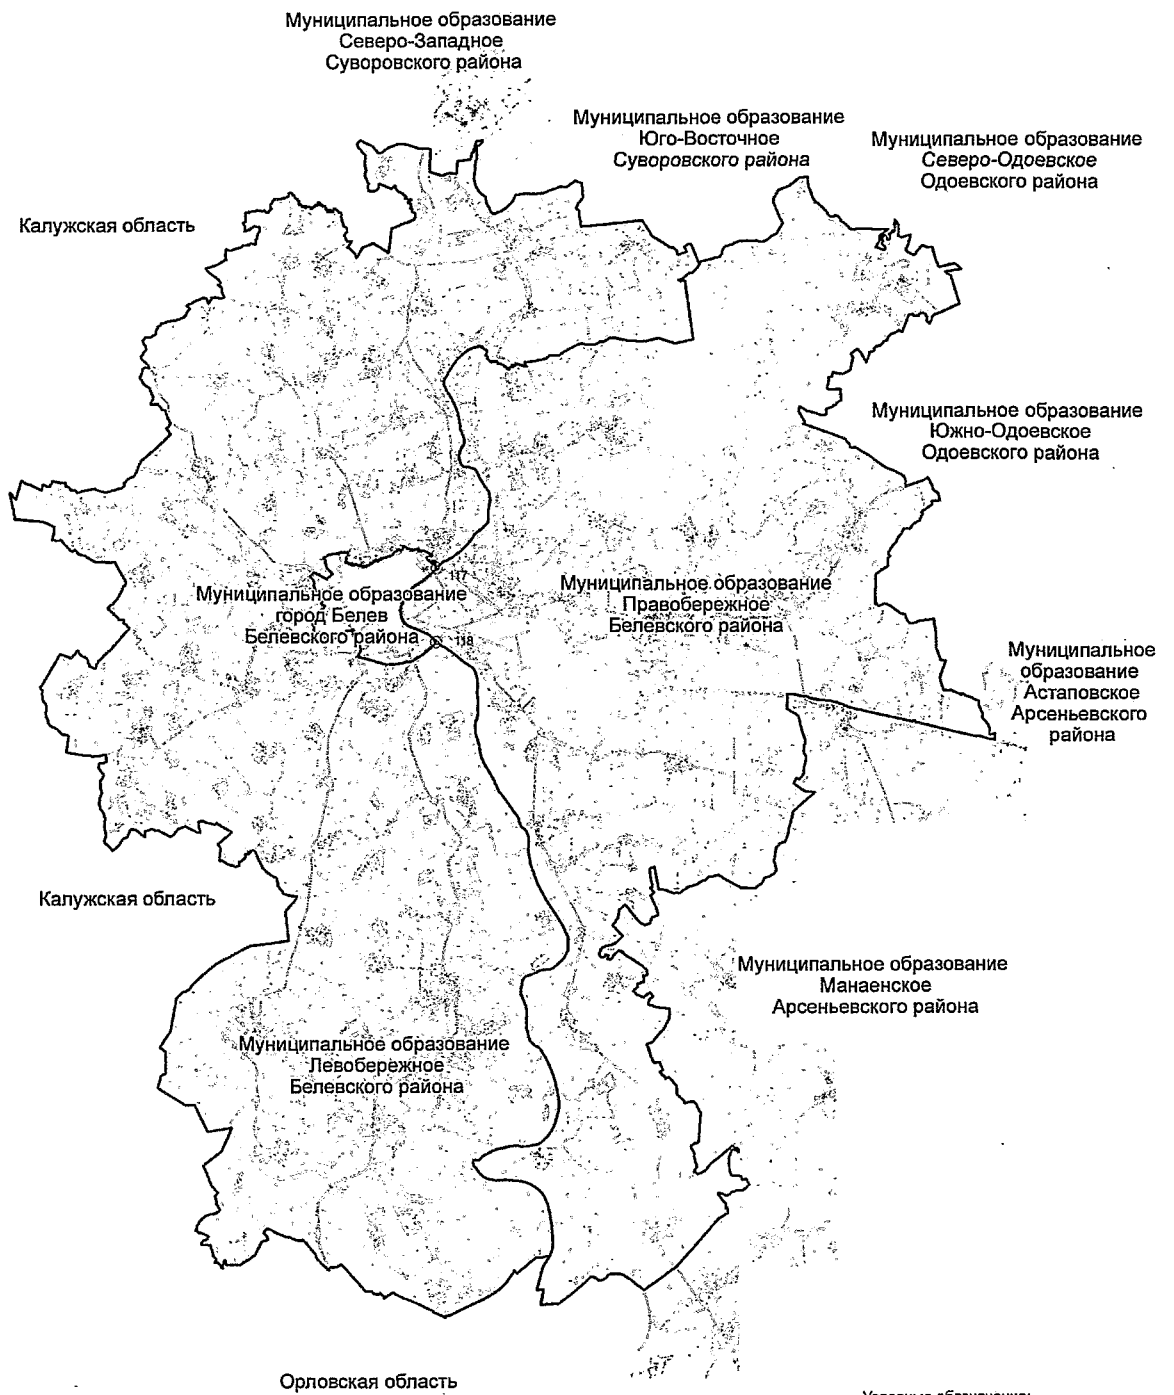 Муниципальное образование
Северо-Западное
Суворовского района
Муниципальное образование
Юго-Восточное
Суворовского района
Муниципальное образование
Северо-Одоевское
Одоевского района
Калужская область
Муниципальное образование
Южно-Одоевское
Одоевского района
117
Муниципальное образование
город Белев
Белевского района
118
Муниципальное образование
Правобережное
Белевского района
Муниципальное
образование
Астаповское
Арсеньевского
района
Калужская область
Муниципальное образование
Манаенское
Арсеньевского района
Муниципальное образование
Левобережное
Белевского района
Орловская область